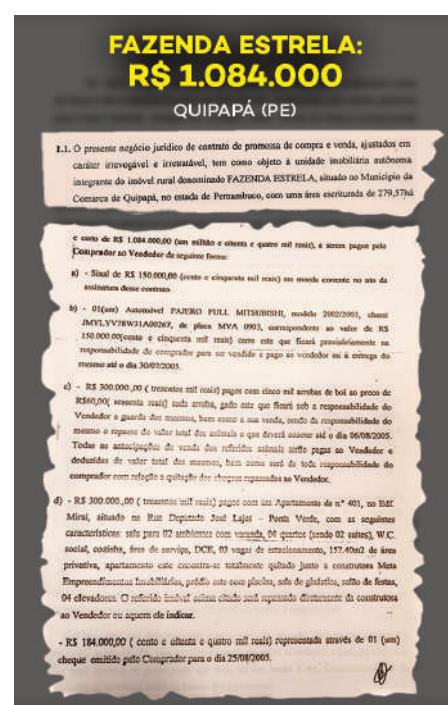 FAZENDA ESTRELA:
R$ 1.084.000
QUIPAPÁ (PE)
1.1. O presente negócio jurídico de contrato de promessa de compra e venda, ajustados em
caráter irrevogável e irretratável, tem como objeto à unidade imobiliária autônoma
integrante do imóvel rural denominado FAZENDA ESTRELA, situado no Município da
Comarca de Quipapá, no estado de Pernambuco, com uma área escriturada de 279,57há
e certo de R$ 1.084.000,00 (um milhão e oitenta e quatro mil reais), a serem pagos pelo
Comprador ao Vendedor da seguinte forma:
a) - Sinal de RS 150.000,00 (cento e cinquenta mil reais) em moeda corrente no ato da
assinatura desse contrato
b) - 01(um) Automóvel PAJERO FULL MITSUBISHI, modelo 2002/2003, chassi
JMYLYV78W31A00267, de placa MVA 0903, correspondente ao valor de R$
150.000,00(cento e cinquenta mil reais) carro este que ficará provisoriamente na
responsabilidade do comprador para ser vendido e pago ao vendedor ou à entrega do
mesmo até o dia 30/07/2005.
c) - R$ 300.000,00 ( trezentos mil reais) pagos com cinco mil arrobas de boi ao preço de
R$60,00( sessenta reais) cada arroba, gado este que ficará sob a responsabilidade do
Vendedor a guarda dos mesmos, bem como a sua venda, sendo da responsabilidade do
mesmo o repasse do valor total dos animais o que deverá ocorrer até o dia 06/08/2005.
Todas as antecipações da venda dos referidos animais serão pagas ao Vendedor e
deduzidas do valor total dos mesmos, bem como será de toda responsabilidade do
comprador com relação a quitação dos cheques repassados ao Vendedor.
d) - R$ 300.000,00 ( trezentos mil reais) pagos com um Apartamento de n.º 401, no Edf.
Mirai, situado na Rua Deputado José Lajes – Ponta Verde, com as seguintes
características: sala para 02 ambientes com varanda, 04 quartos (sendo 02 suítes), W.C.
social, cozinha, área de serviço, DCE, 03 vagas de estacionamento, 157,40m2 de área
privativa, apartamento este encontra-se totalmente quitado junto a construtora Meta
Empreendimentos Imobiliários, prédio este com piscina, sala de ginástica, salão de festas,
04 elevadores. O referido imóvel acima citado será repassado diretamente da construtora
ao Vendedor ou aquem ele indicar.
- R$ 184.000,00 ( cento e oitenta e quatro mil reais) representada através de 01 (um)
cheque emitido pelo Comprador para o dia 25/08/2005.